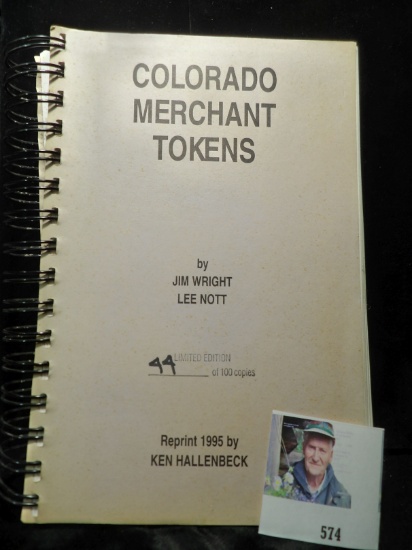 COLORADO
MERCHANT
TOKENS
by
JIM WRIGHT
LEE NOTT
LIMITED EDITION
44 of 100 copies
Reprint 1995 by
KEN HALLENBECK
574